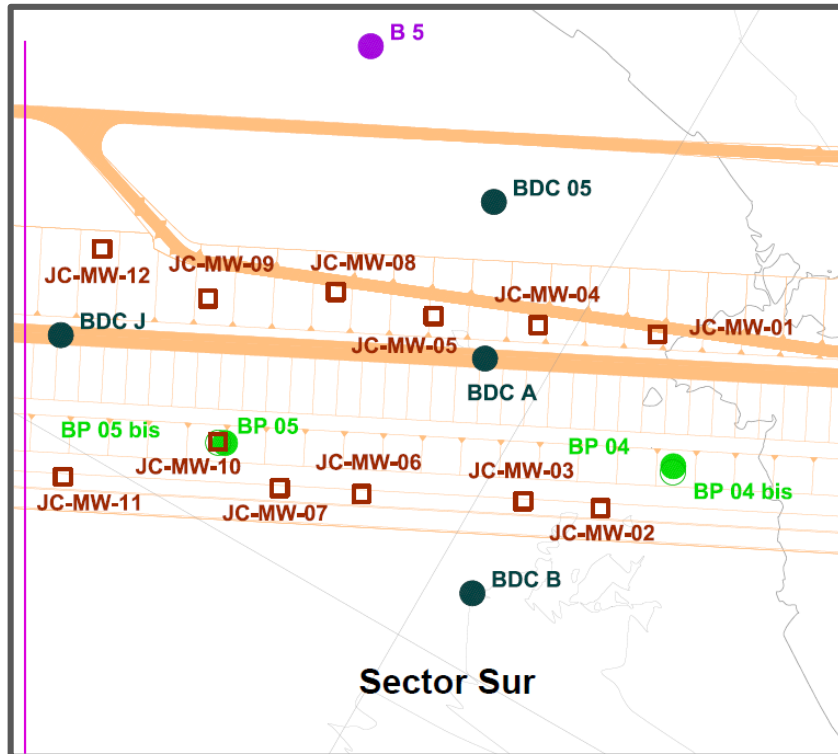 B 5
BDC 05
JC-MW-12
JC-MW-09
JC-MW-08
JC-MW-04
JC-MW-01
BDC J
JC-MW-05
BDC A
BP 05 bis
BP 05
BP 04
JC-MW-10
JC-MW-06
JC-MW-03
BP 04 bis
JC-MW-11
JC-MW-07
JC-MW-02
BDC B
Sector Sur